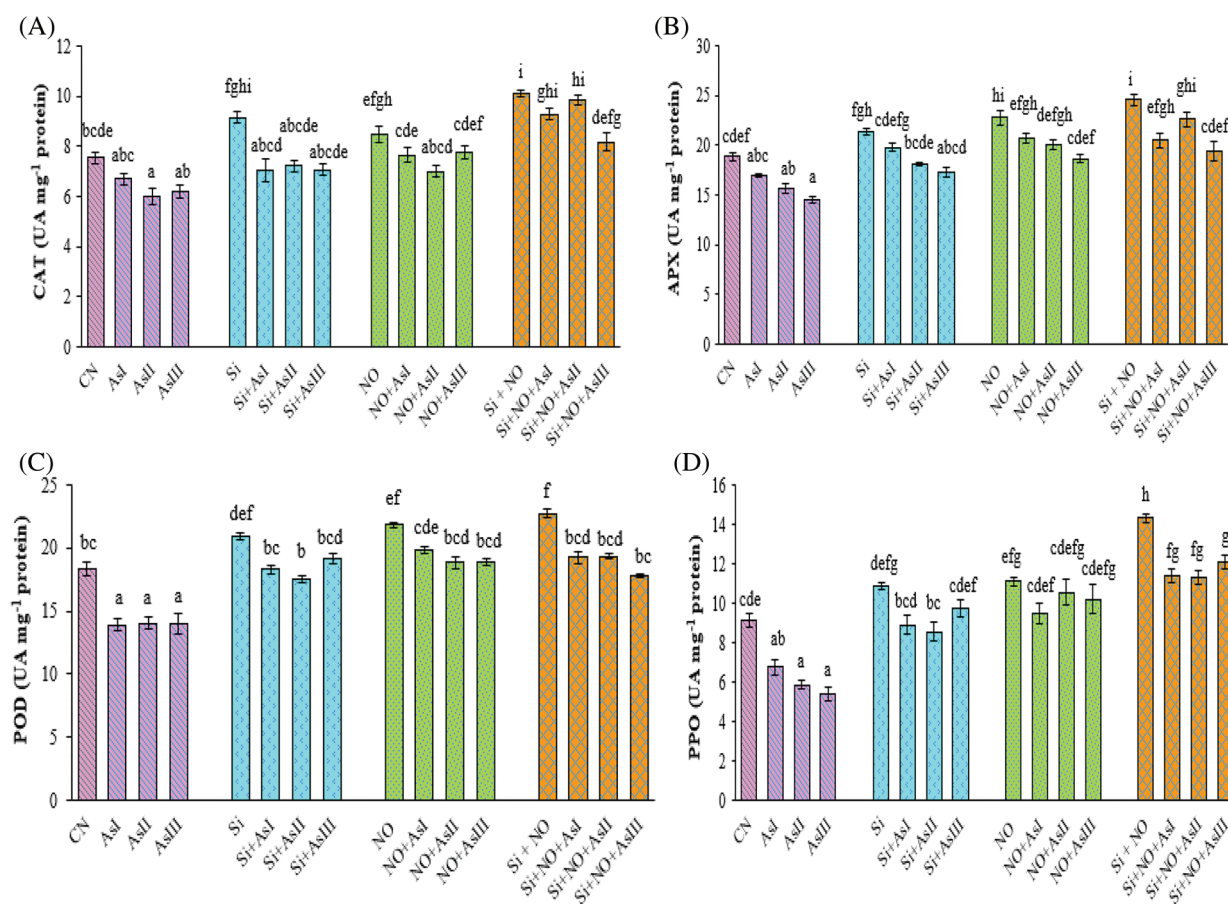 (A)
CAT (UA mg⁻¹ protein)
12
10
8
6
4
2
0
bcde
abc
a
ab
fghi
abcde
abcde
abcde
efgh
cde
abcd
cdef
i
ghi
hi
defg
CN
AsI
AsII
AsIII
Si
Si+AsI
Si+AsII
Si+AsIII
NO
NO+AsI
NO+AsII
NO+AsIII
Si + NO
Si+NO+AsI
Si+NO+AsII
Si+NO+AsIII
(B)
APX (UA mg⁻¹ protein)
30
25
20
15
10
5
0
cdef
abc
ab
a
fgh
cdefg
bcde
abcd
hi
efgh
defgh
cdef
i
efgh
ghi
cdef
CN
AsI
AsII
AsIII
Si
Si+AsI
Si+AsII
Si+AsIII
NO
NO+AsI
NO+AsII
NO+AsIII
Si + NO
Si+NO+AsI
Si+NO+AsII
Si+NO+AsIII
(C)
POD (UA mg⁻¹ protein)
25
20
15
10
5
0
bc
a
a
a
def
bc
b
bcd
ef
cde
bcd
bcd
f
bcd
bcd
bc
CN
AsI
AsII
AsIII
Si
Si+AsI
Si+AsII
Si+AsIII
NO
NO+AsI
NO+AsII
NO+AsIII
Si + NO
Si+NO+AsI
Si+NO+AsII
Si+NO+AsIII
(D)
PPO (UA mg⁻¹ protein)
16
14
12
10
8
6
4
2
0
cde
ab
a
a
defg
bcd
bc
cdef
efg
cdef
cdefg
cdefg
h
fg
fg
g
CN
AsI
AsII
AsIII
Si
Si+AsI
Si+AsII
Si+AsIII
NO
NO+AsI
NO+AsII
NO+AsIII
Si + NO
Si+NO+AsI
Si+NO+AsII
Si+NO+AsIII